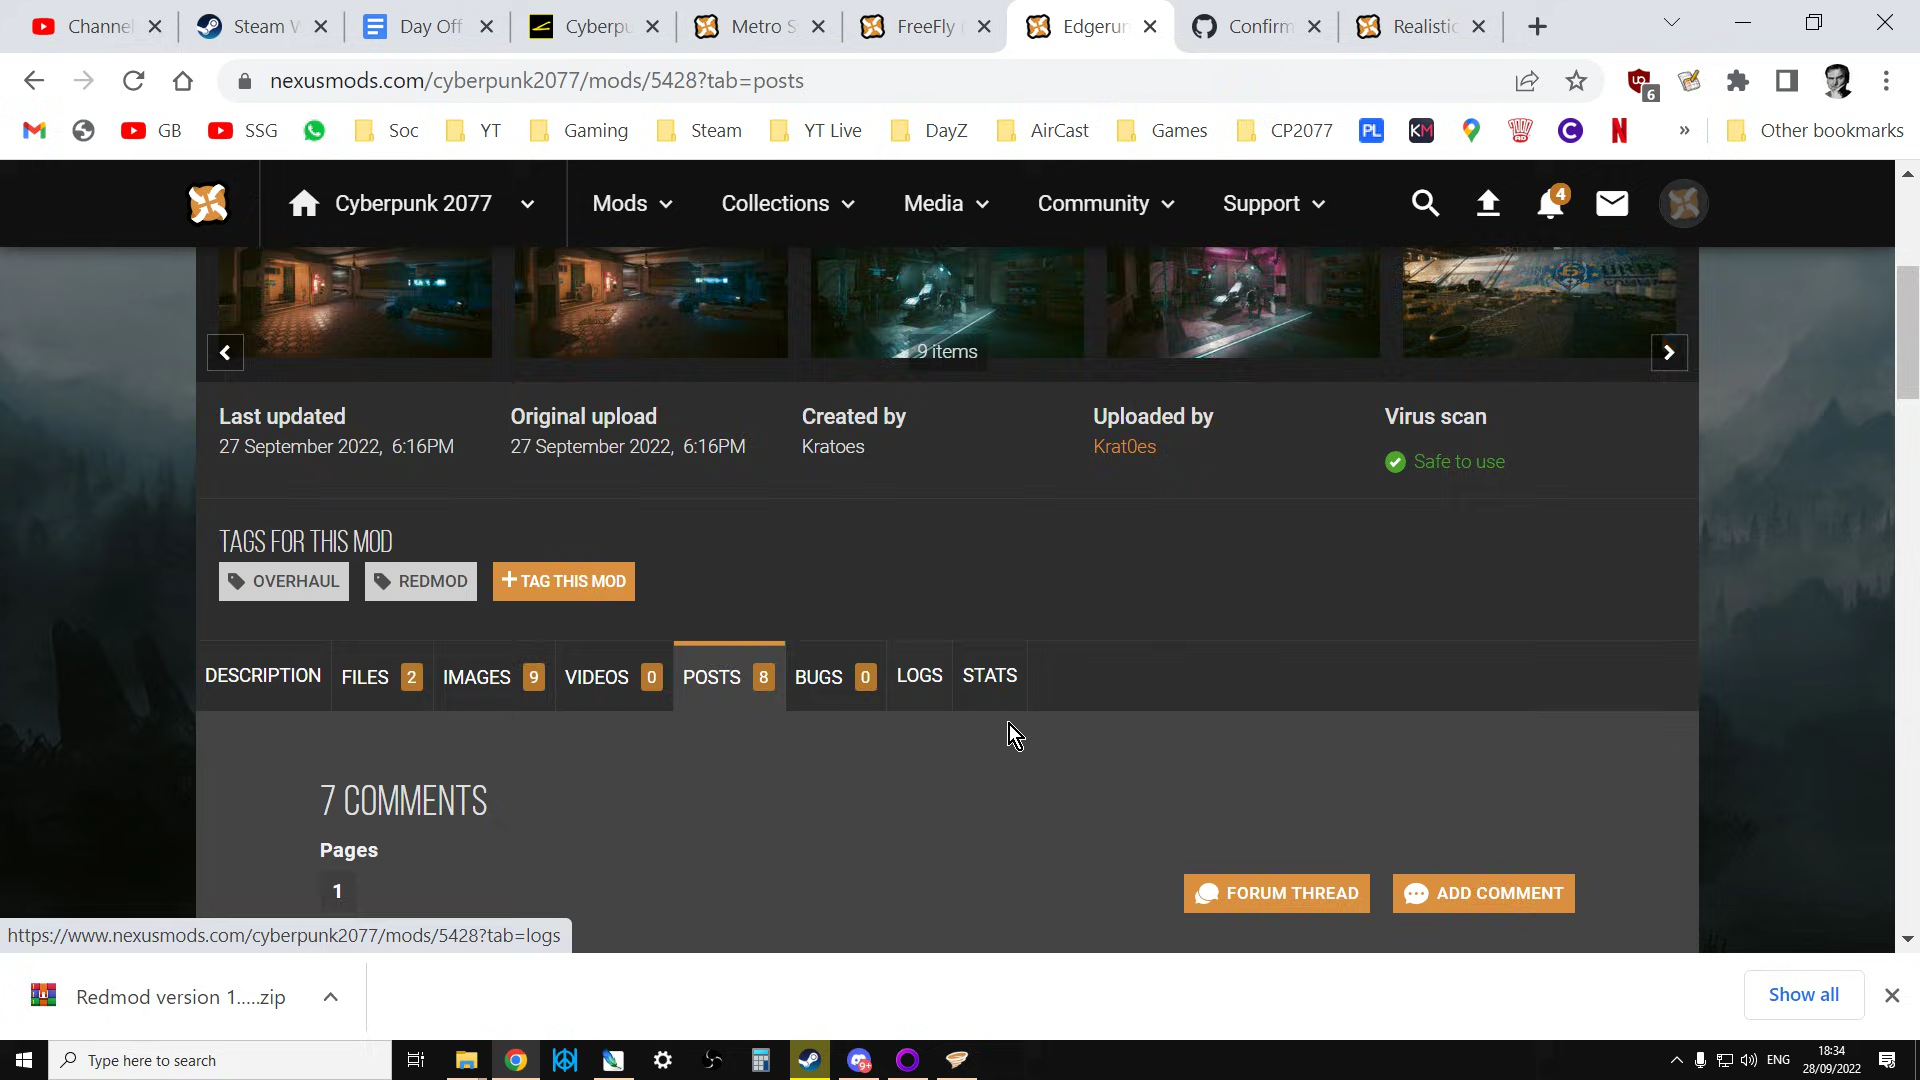 Channel
Steam W
Day Off
Cyberpu
Metro S
FreeFly
Edgerun
Confirm
Realistic
nexusmods.com/cyberpunk2077/mods/5428?tab=posts
6
GB
SSG
Soc
YT
Gaming
Steam
YT Live
DayZ
AirCast
Games
CP2077
PL
KM
»
Other bookmarks
Cyberpunk 2077
Mods
Collections
Media
Community
Support
4
9 items
Last updated
27 September 2022, 6:16PM
Original upload
27 September 2022, 6:16PM
Created by
Kratoes
Uploaded by
Krat0es
Virus scan
Safe to use
TAGS FOR THIS MOD
OVERHAUL
REDMOD
+ TAG THIS MOD
DESCRIPTION
FILES 2
IMAGES 9
VIDEOS 0
POSTS 8
BUGS 0
LOGS
STATS
7 COMMENTS
Pages
1
FORUM THREAD
ADD COMMENT
https://www.nexusmods.com/cyberpunk2077/mods/5428?tab=logs
Redmod version 1.....zip
Show all
Type here to search
9+
ENG
18:34
28/09/2022